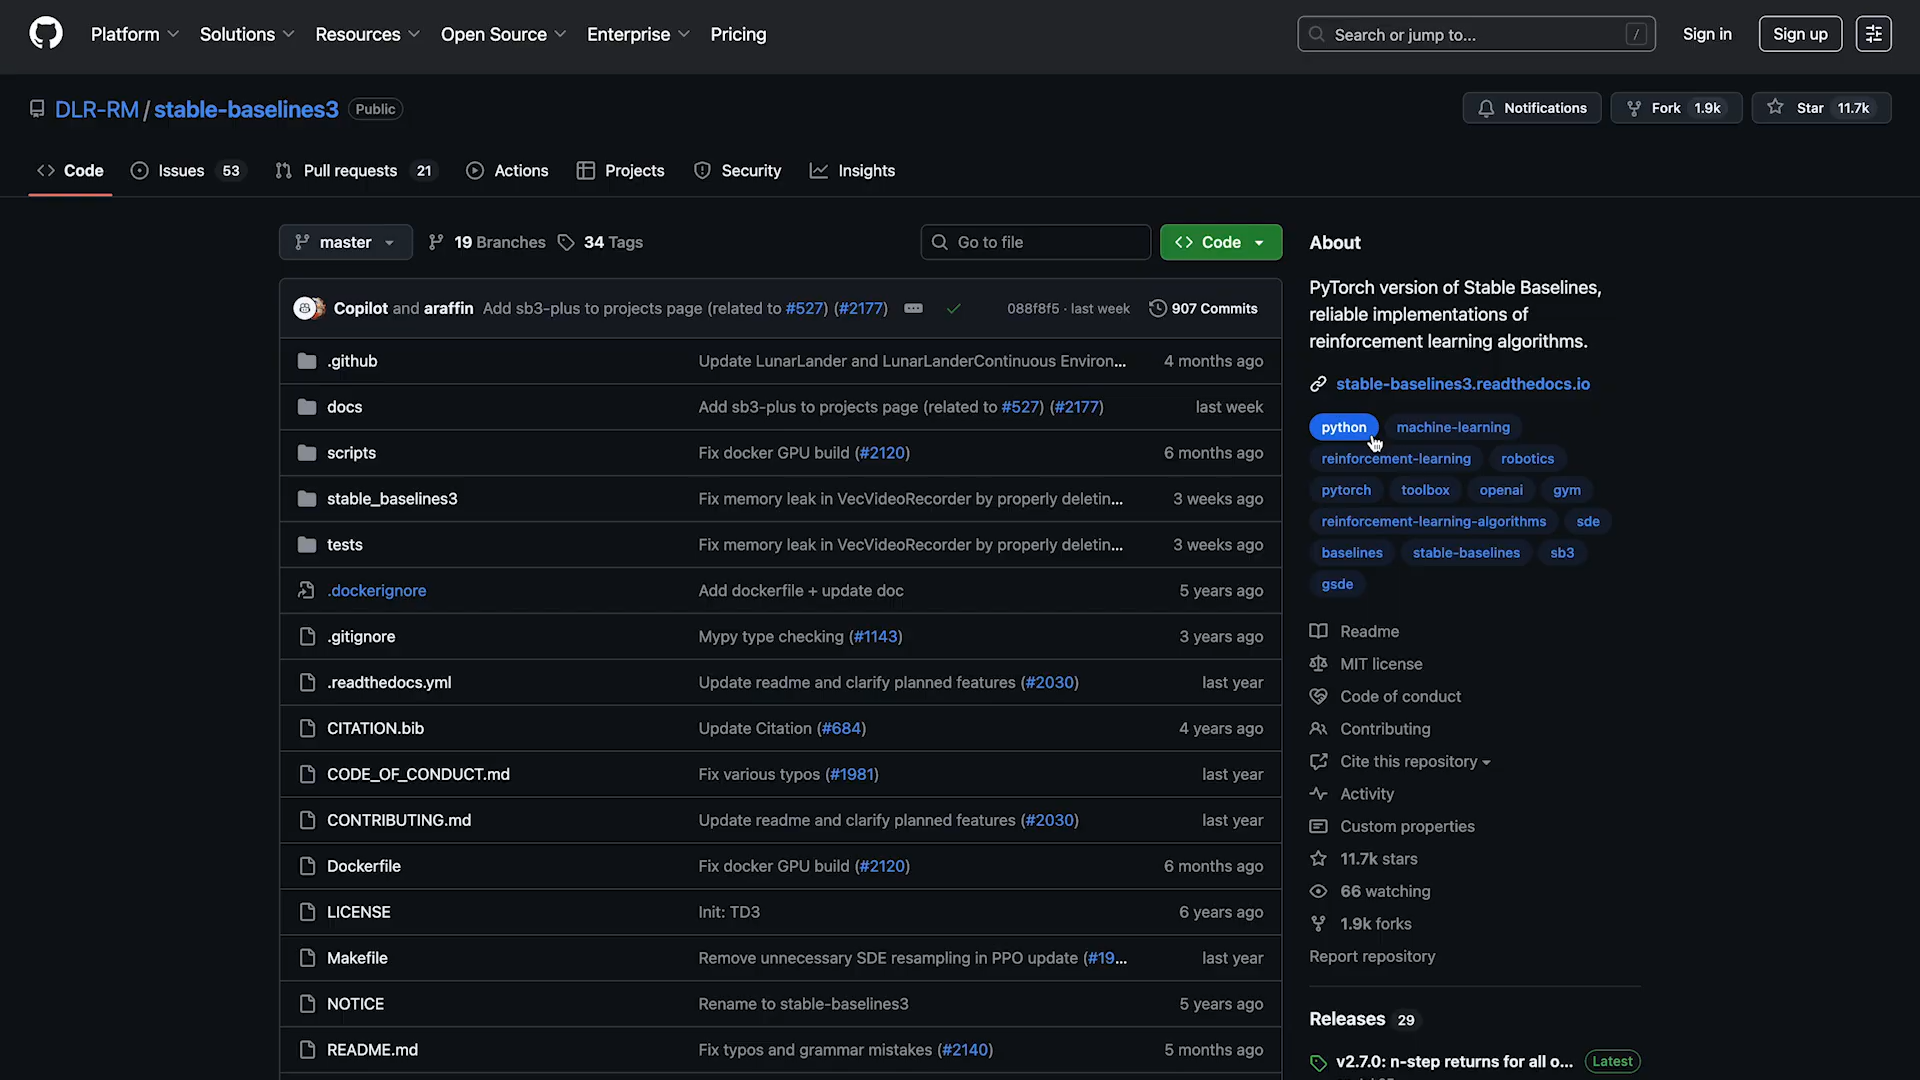 Platform Solutions Resources Open Source Enterprise Pricing Search or jump to... / Sign in Sign up
DLR-RM / stable-baselines3 Public Notifications Fork 1.9k Star 11.7k
Code Issues 53 Pull requests 21 Actions Projects Security Insights
master 19 Branches 34 Tags Go to file Code
Copilot and araffin Add sb3-plus to projects page (related to #527) (#2177) 088f8f5 · last week 907 Commits
.github Update LunarLander and LunarLanderContinuous Environ... 4 months ago
docs Add sb3-plus to projects page (related to #527) (#2177) last week
scripts Fix docker GPU build (#2120) 6 months ago
stable_baselines3 Fix memory leak in VecVideoRecorder by properly deletin... 3 weeks ago
tests Fix memory leak in VecVideoRecorder by properly deletin... 3 weeks ago
.dockerignore Add dockerfile + update doc 5 years ago
.gitignore Mypy type checking (#1143) 3 years ago
.readthedocs.yml Update readme and clarify planned features (#2030) last year
CITATION.bib Update Citation (#684) 4 years ago
CODE_OF_CONDUCT.md Fix various typos (#1981) last year
CONTRIBUTING.md Update readme and clarify planned features (#2030) last year
Dockerfile Fix docker GPU build (#2120) 6 months ago
LICENSE Init: TD3 6 years ago
Makefile Remove unnecessary SDE resampling in PPO update (#19... last year
NOTICE Rename to stable-baselines3 5 years ago
README.md Fix typos and grammar mistakes (#2140) 5 months ago
About
PyTorch version of Stable Baselines,
reliable implementations of
reinforcement learning algorithms.
stable-baselines3.readthedocs.io
python machine-learning
reinforcement-learning robotics
pytorch toolbox openai gym
reinforcement-learning-algorithms sde
baselines stable-baselines sb3
gsde
Readme
MIT license
Code of conduct
Contributing
Cite this repository
Activity
Custom properties
11.7k stars
66 watching
1.9k forks
Report repository
Releases 29
v2.7.0: n-step returns for all o... Latest